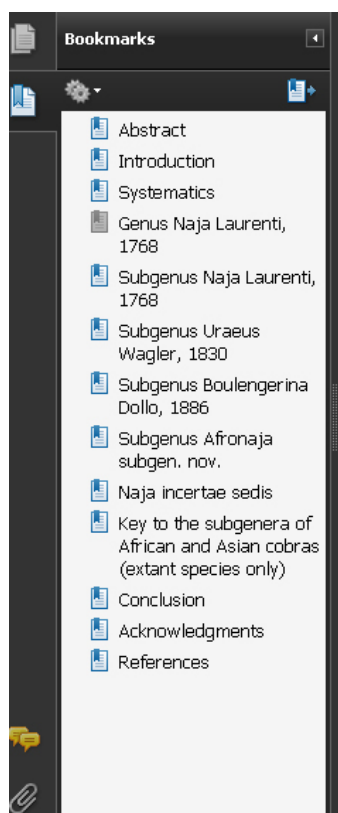 Bookmarks
Abstract
Introduction
Systematics
Genus Naja Laurenti,
1768
Subgenus Naja Laurenti,
1768
Subgenus Uraeus
Wagler, 1830
Subgenus Boulengerina
Dollo, 1886
Subgenus Afronaja
subgen. nov.
Naja incertae sedis
Key to the subgenera of
African and Asian cobras
(extant species only)
Conclusion
Acknowledgments
References